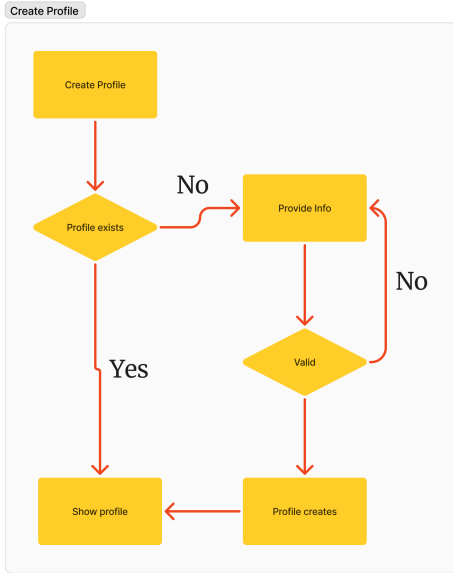 Create Profile
Create Profile
No
Profile exists
Provide Info
No
Valid
Yes
Show profile
Profile creates